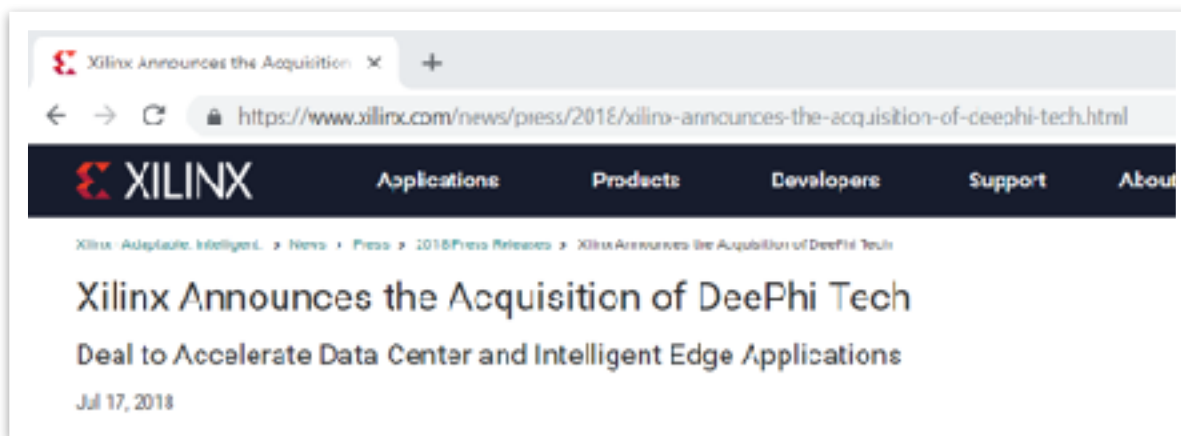 Xilinx Announces the Acquisition
https://www.xilinx.com/news/press/2018/xilinx-announces-the-acquisition-of-deephi-tech.html
XILINX Applications Products Developers Support About
Xilinx - Adaptable. Intelligent. > News > Press > 2018 Press Releases > Xilinx Announces the Acquisition of DeePhi Tech
Xilinx Announces the Acquisition of DeePhi Tech
Deal to Accelerate Data Center and Intelligent Edge Applications
Jul 17, 2018